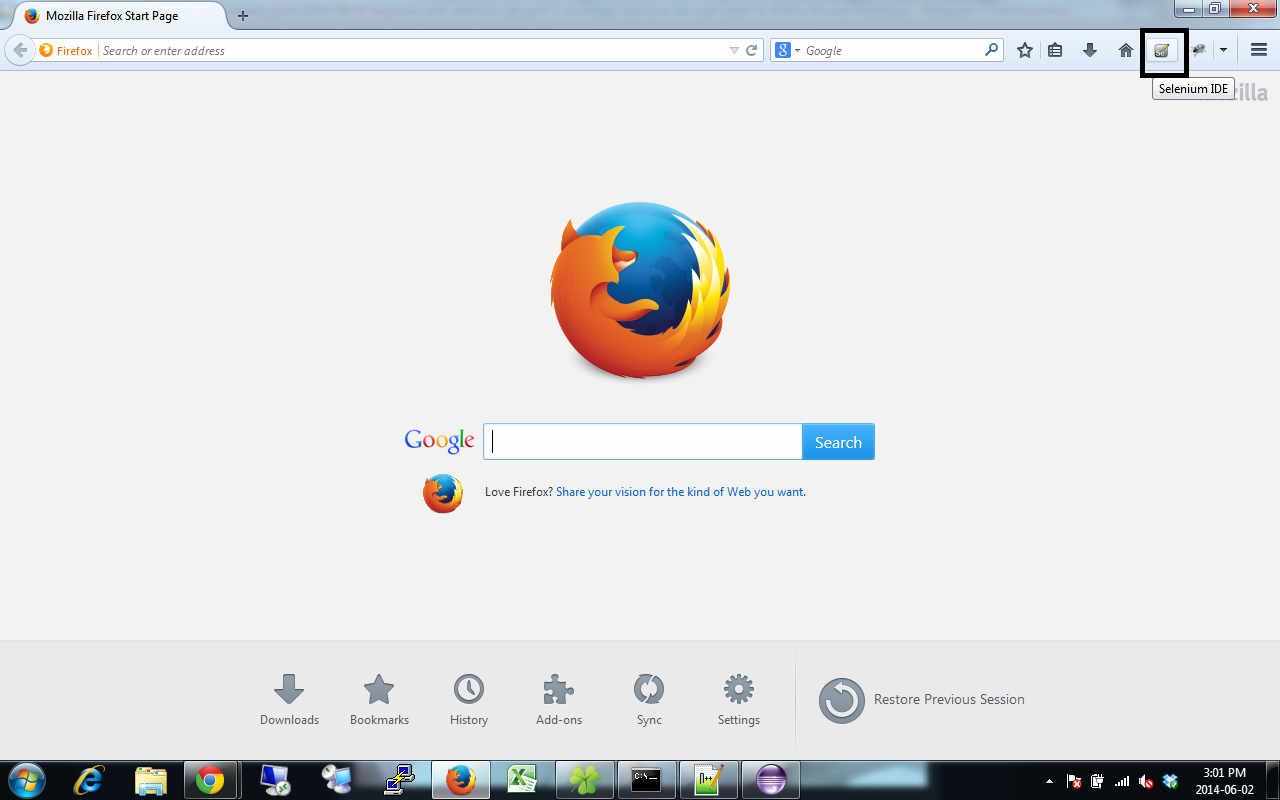 Mozilla Firefox Start Page
Firefox Search or enter address
Google
Selenium IDE
Google
Search
Love Firefox? Share your vision for the kind of Web you want.
Downloads
Bookmarks
History
Add-ons
Sync
Settings
Restore Previous Session
3:01 PM
2014-06-02